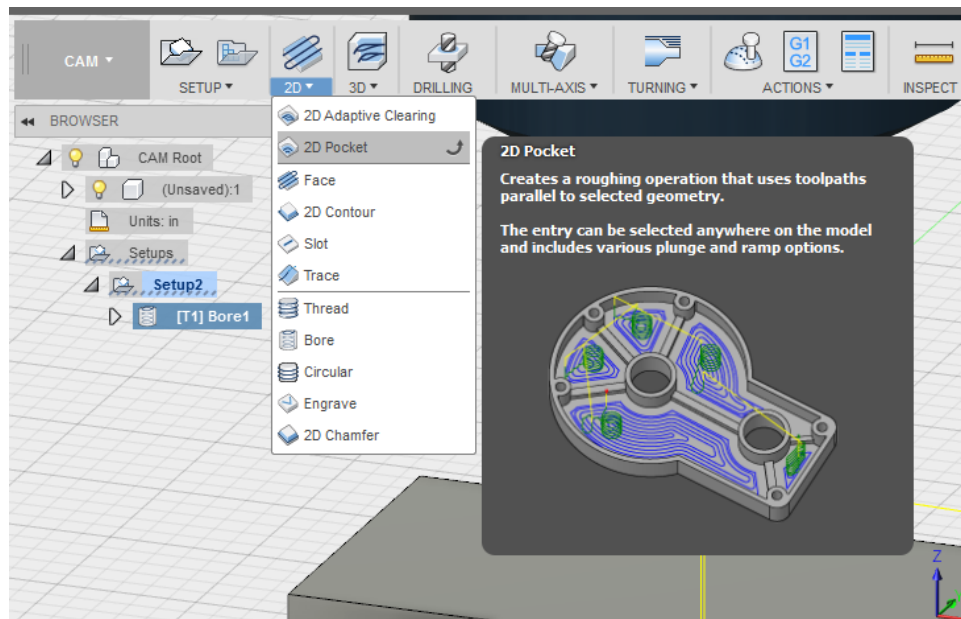 CAM
SETUP
2D
3D
DRILLING
MULTI-AXIS
TURNING
G1
G2
ACTIONS
INSPECT
BROWSER
CAM Root
(Unsaved):1
Units: in
Setups
Setup2
[T1] Bore1
2D Adaptive Clearing
2D Pocket
Face
2D Contour
Slot
Trace
Thread
Bore
Circular
Engrave
2D Chamfer
2D Pocket
Creates a roughing operation that uses toolpaths
parallel to selected geometry.
The entry can be selected anywhere on the model
and includes various plunge and ramp options.
Z